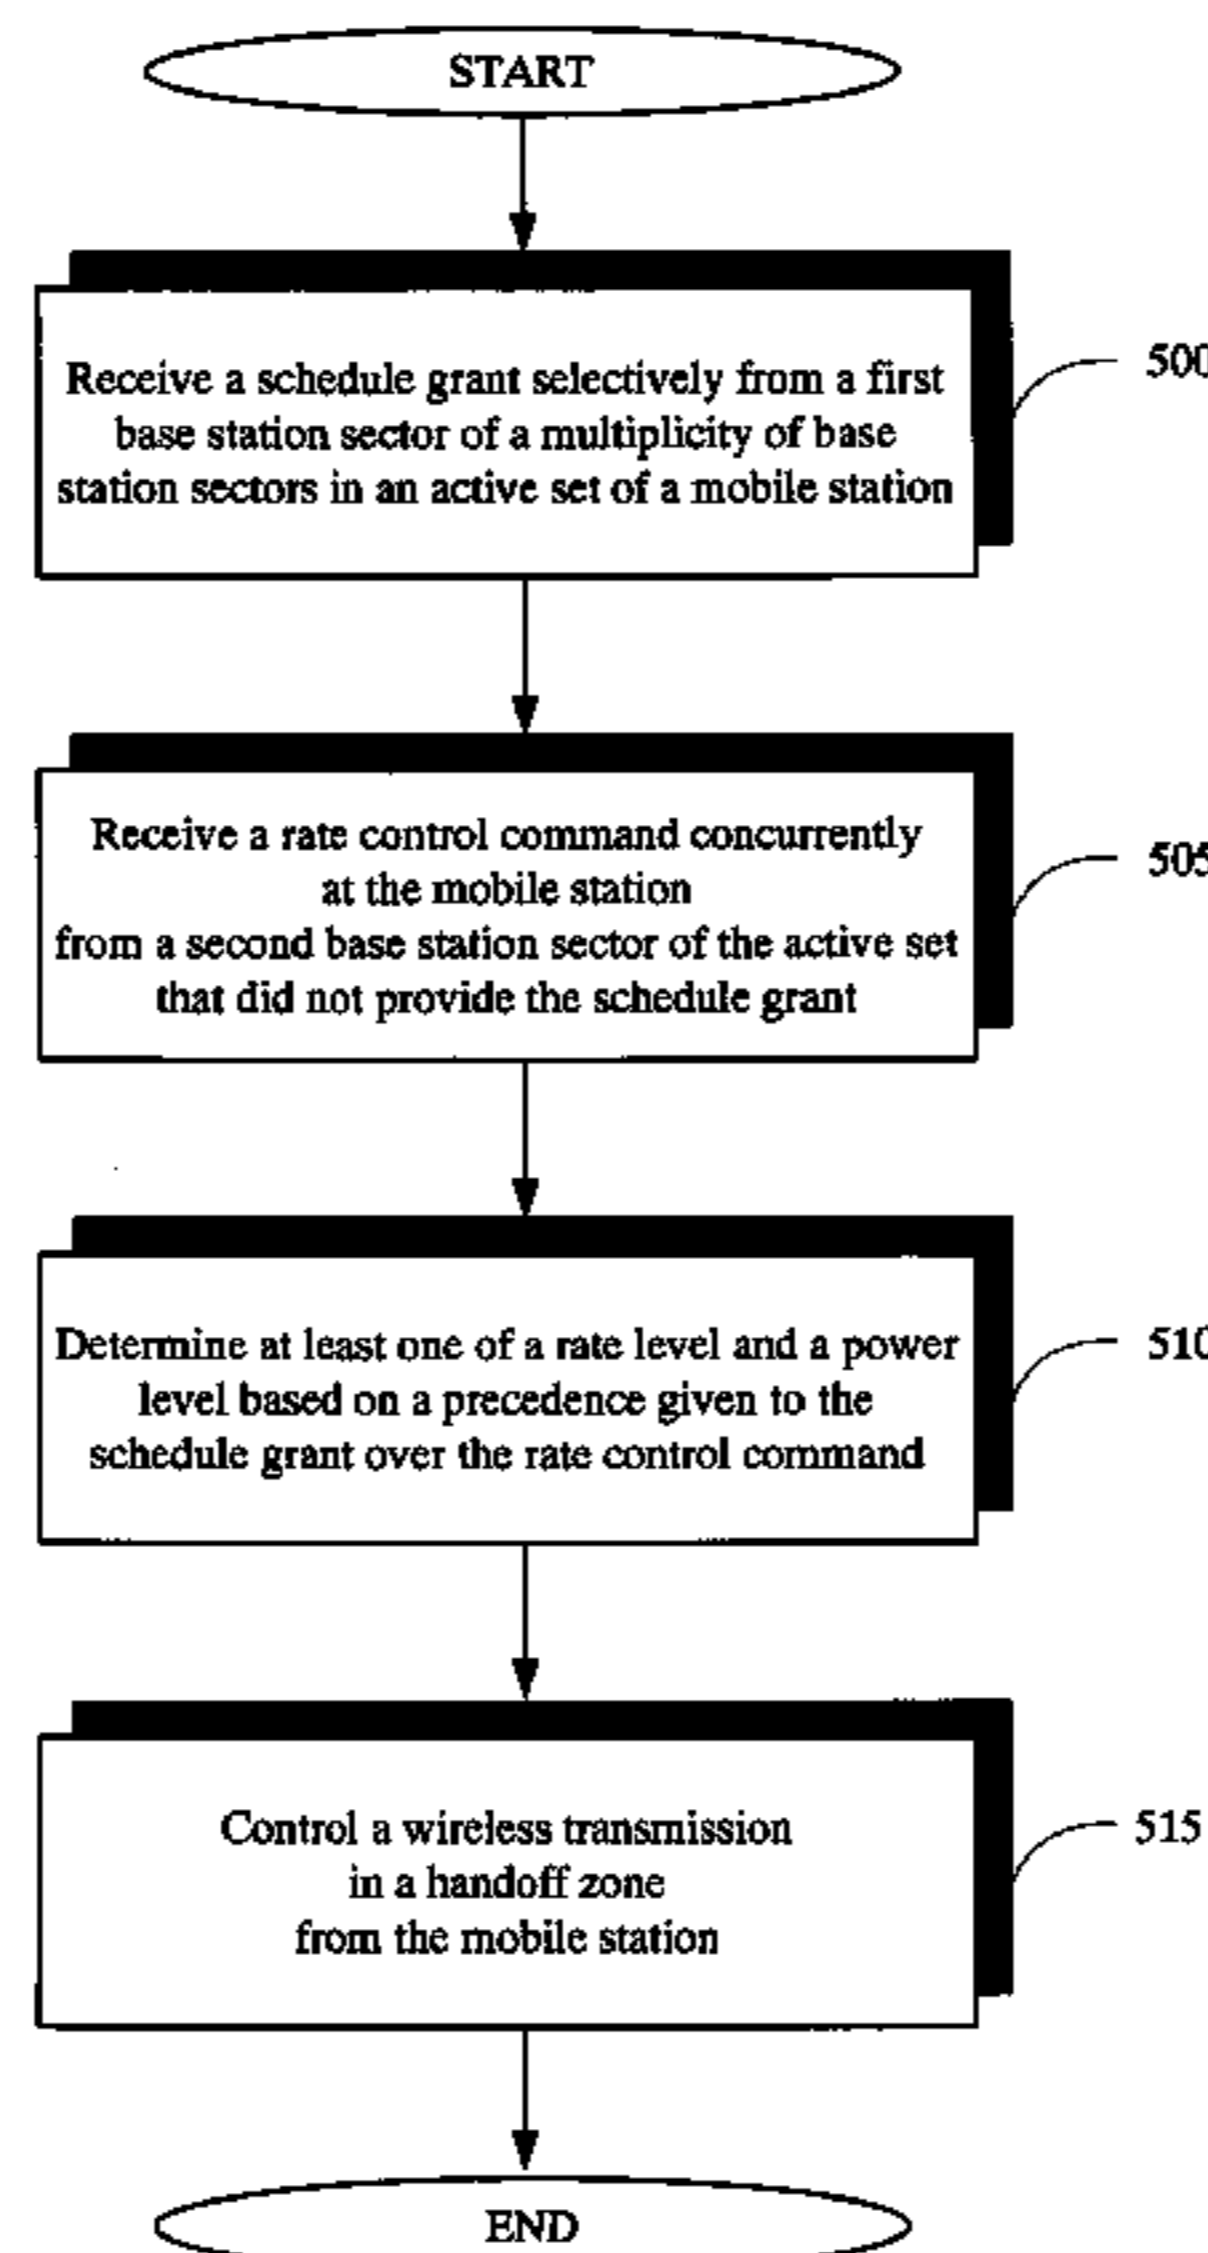 START
Receive a schedule grant selectively from a first
base station sector of a multiplicity of base
station sectors in an active set of a mobile station
500
Receive a rate control command concurrently
at the mobile station
from a second base station sector of the active set
that did not provide the schedule grant
505
Determine at least one of a rate level and a power
level based on a precedence given to the
schedule grant over the rate control command
510
Control a wireless transmission
in a handoff zone
from the mobile station
515
END